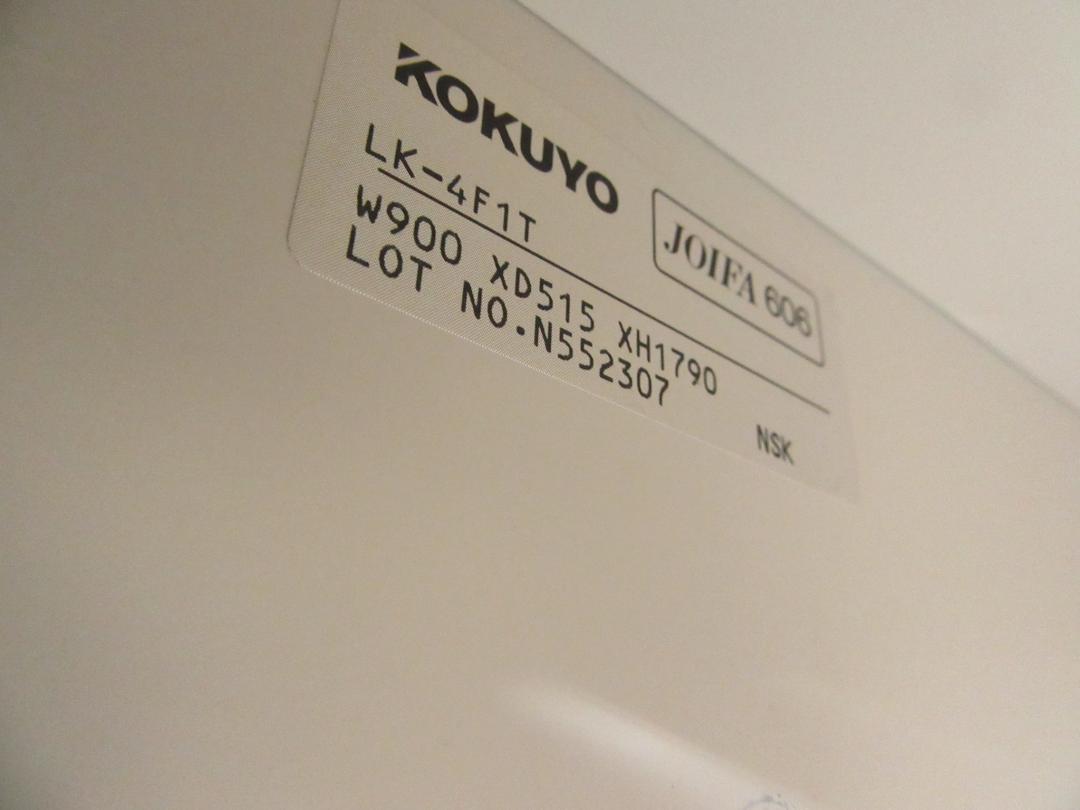 KOKUYO
JOIFA 606
LK-4F1T
W900 XD515 XH1790
LOT NO.N552307
NSK